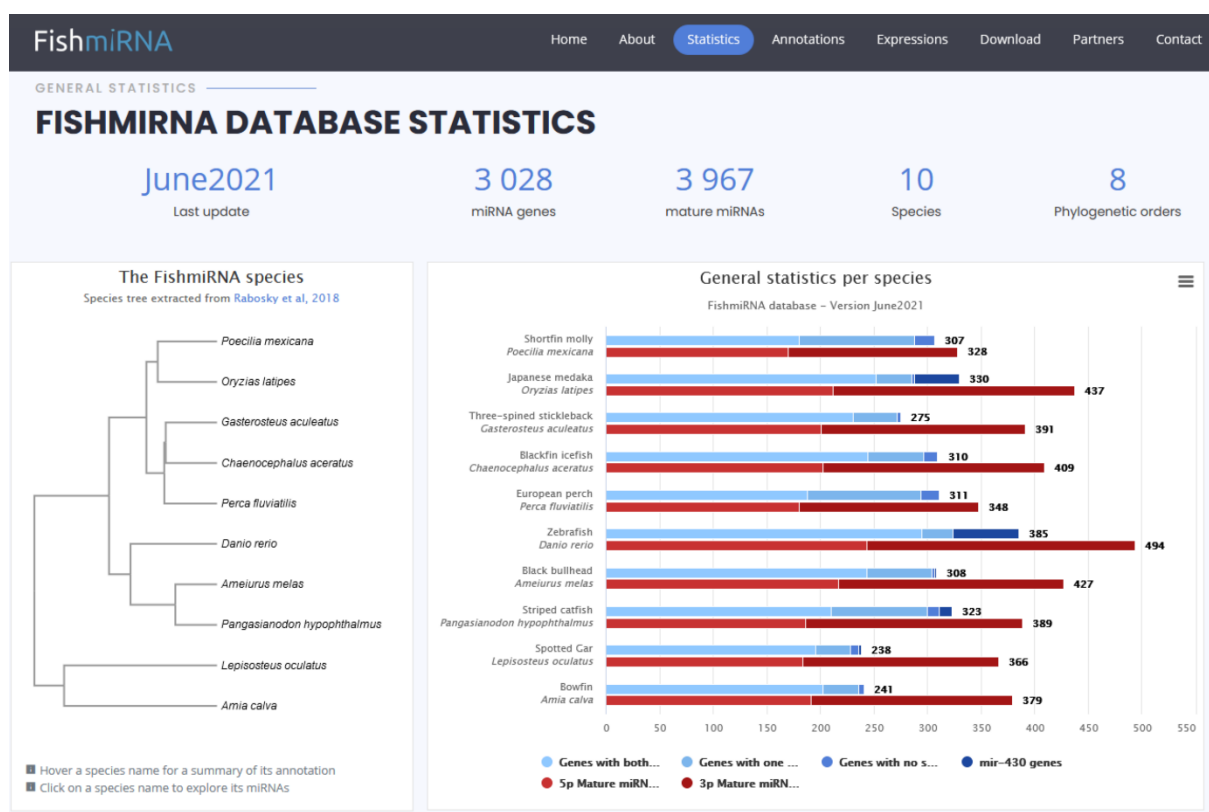 FishmiRNA
Home About Statistics Annotations Expressions Download Partners Contact
GENERAL STATISTICS
FISHMIRNA DATABASE STATISTICS
June2021 3 028 3 967 10 8
Last update miRNA genes mature miRNAs Species Phylogenetic orders
The FishmiRNA species
Species tree extracted from Rabosky et al, 2018
Poecilia mexicana
Oryzias latipes
Gasterosteus aculeatus
Chaenocephalus aceratus
Perca fluviatilis
Danio rerio
Ameiurus melas
Pangasianodon hypophthalmus
Lepisosteus oculatus
Amia calva
Hover a species name for a summary of its annotation
Click on a species name to explore its miRNAs
General statistics per species
FishmiRNA database – Version June2021
Shortfin molly 307
Poecilia mexicana 328
Japanese medaka 330
Oryzias latipes 437
Three-spined stickleback 275
Gasterosteus aculeatus 391
Blackfin icefish 310
Chaenocephalus aceratus 409
European perch 311
Perca fluviatilis 348
Zebrafish 385
Danio rerio 494
Black bullhead 308
Ameiurus melas 427
Striped catfish 323
Pangasianodon hypophthalmus 389
Spotted Gar 238
Lepisosteus oculatus 366
Bowfin 241
Amia calva 379
0 50 100 150 200 250 300 350 400 450 500 550
Genes with both... Genes with one ... Genes with no s... mir-430 genes
5p Mature miRN... 3p Mature miRN...